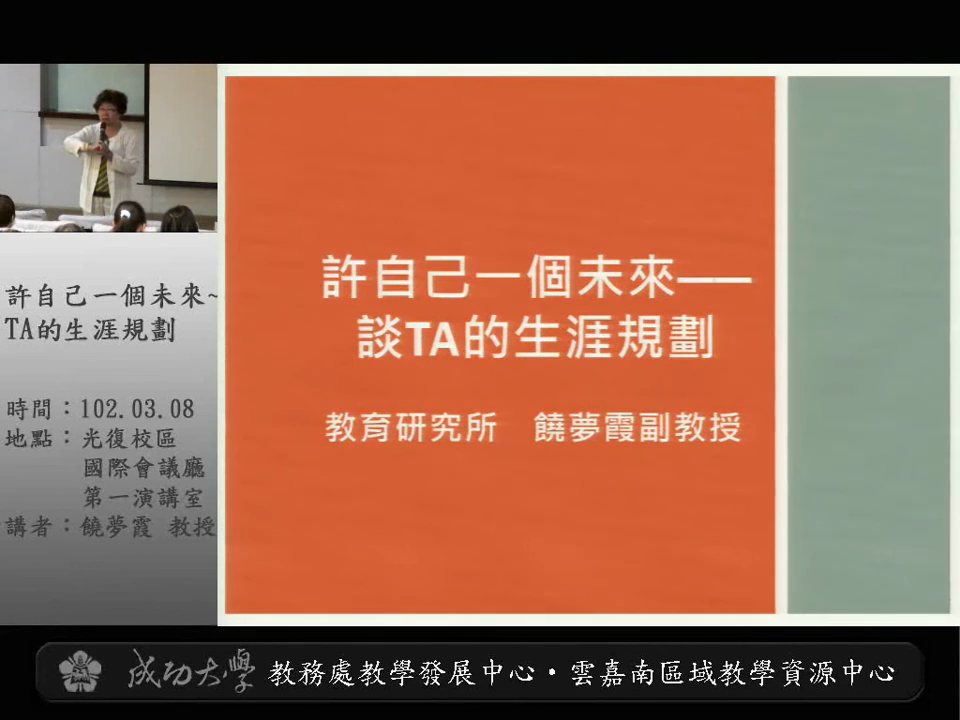 許自己一個未來~
TA的生涯規劃
時間：102.03.08
地點：光復校區
國際會議廳
第一演講室
講者：饒夢霞 教授
許自己一個未來——
談TA的生涯規劃
教育研究所 饒夢霞副教授
成功大學 教務處教學發展中心・雲嘉南區域教學資源中心